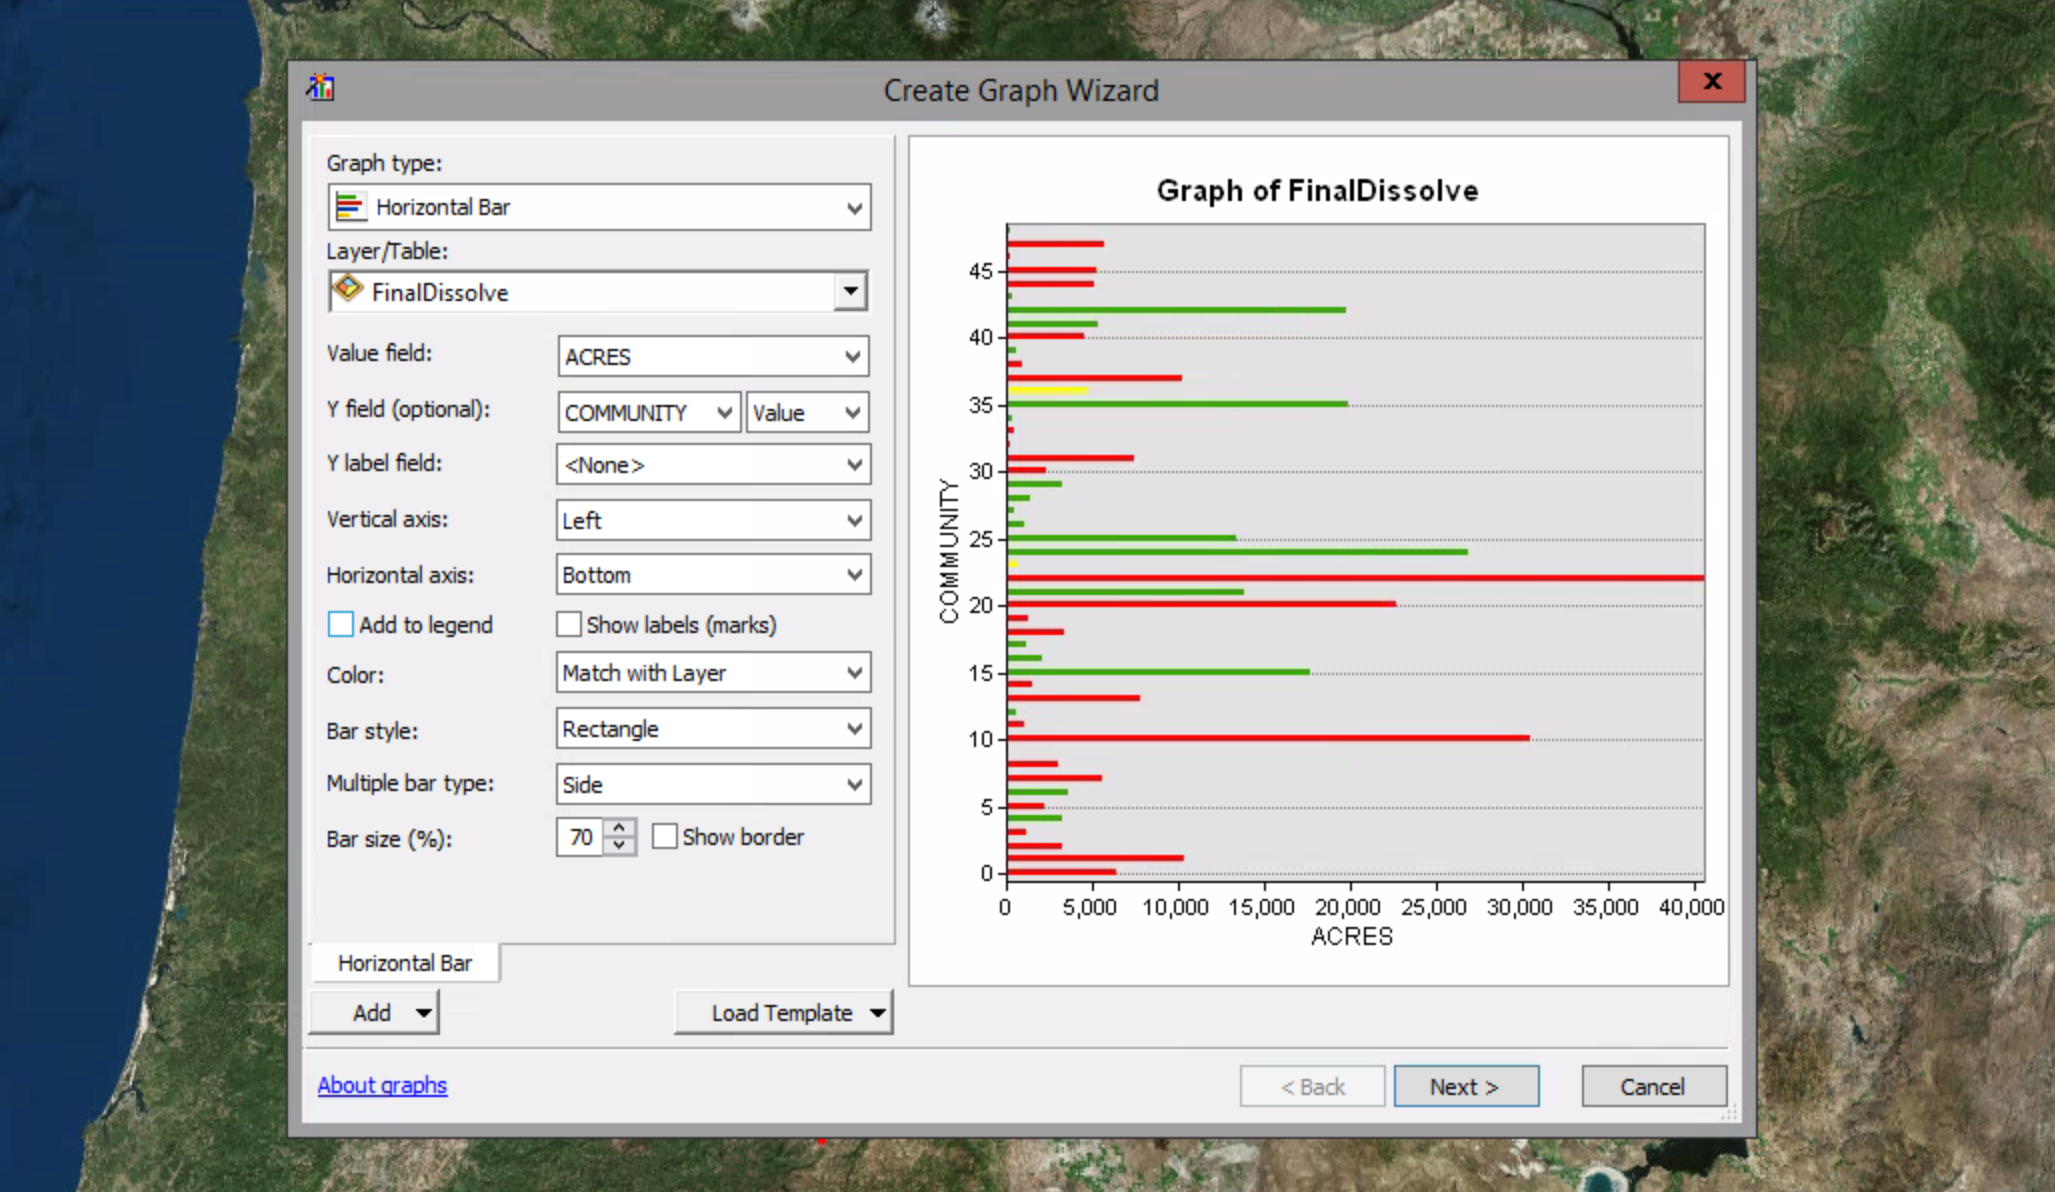 Create Graph Wizard
X
Graph type:
Horizontal Bar
Layer/Table:
FinalDissolve
Value field:
ACRES
Y field (optional):
COMMUNITY
Value
Y label field:
<None>
Vertical axis:
Left
Horizontal axis:
Bottom
Add to legend
Show labels (marks)
Color:
Match with Layer
Bar style:
Rectangle
Multiple bar type:
Side
Bar size (%):
70
Show border
Horizontal Bar
Add
Load Template
Graph of FinalDissolve
COMMUNITY
45
40
35
30
25
20
15
10
5
0
0 5,000 10,000 15,000 20,000 25,000 30,000 35,000 40,000
ACRES
About graphs
< Back
Next >
Cancel